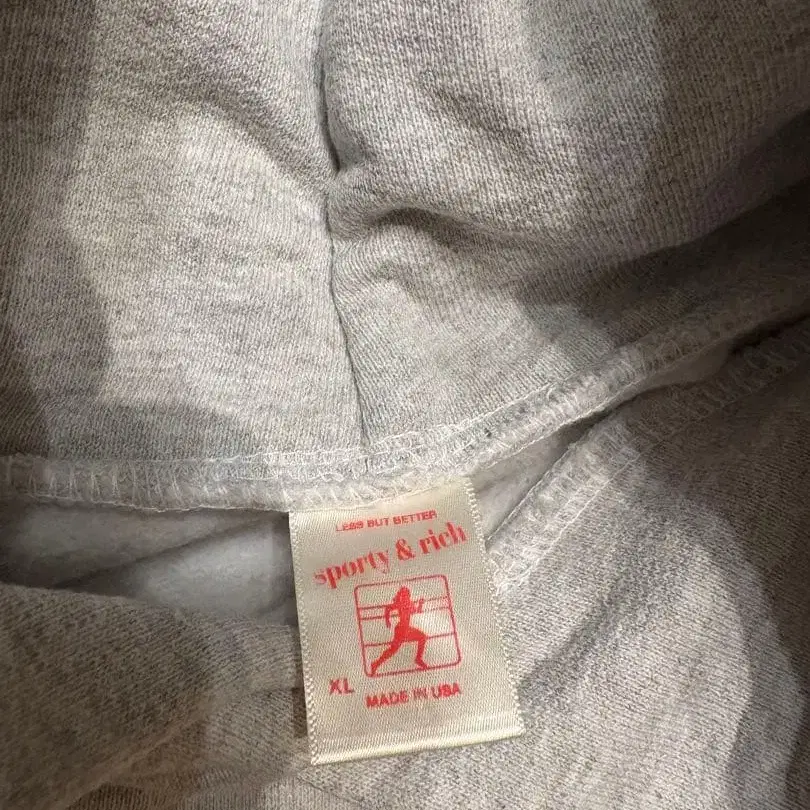 LESS BUT BETTER
sporty & rich
XL
MADE IN USA